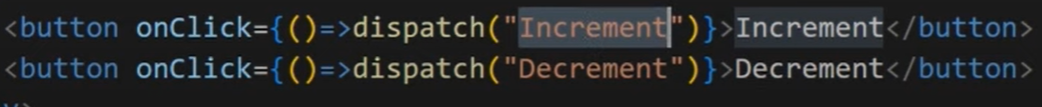 <button onClick={()=>dispatch("Increment")}>Increment</button>
<button onClick={()=>dispatch("Decrement")}>Decrement</button>